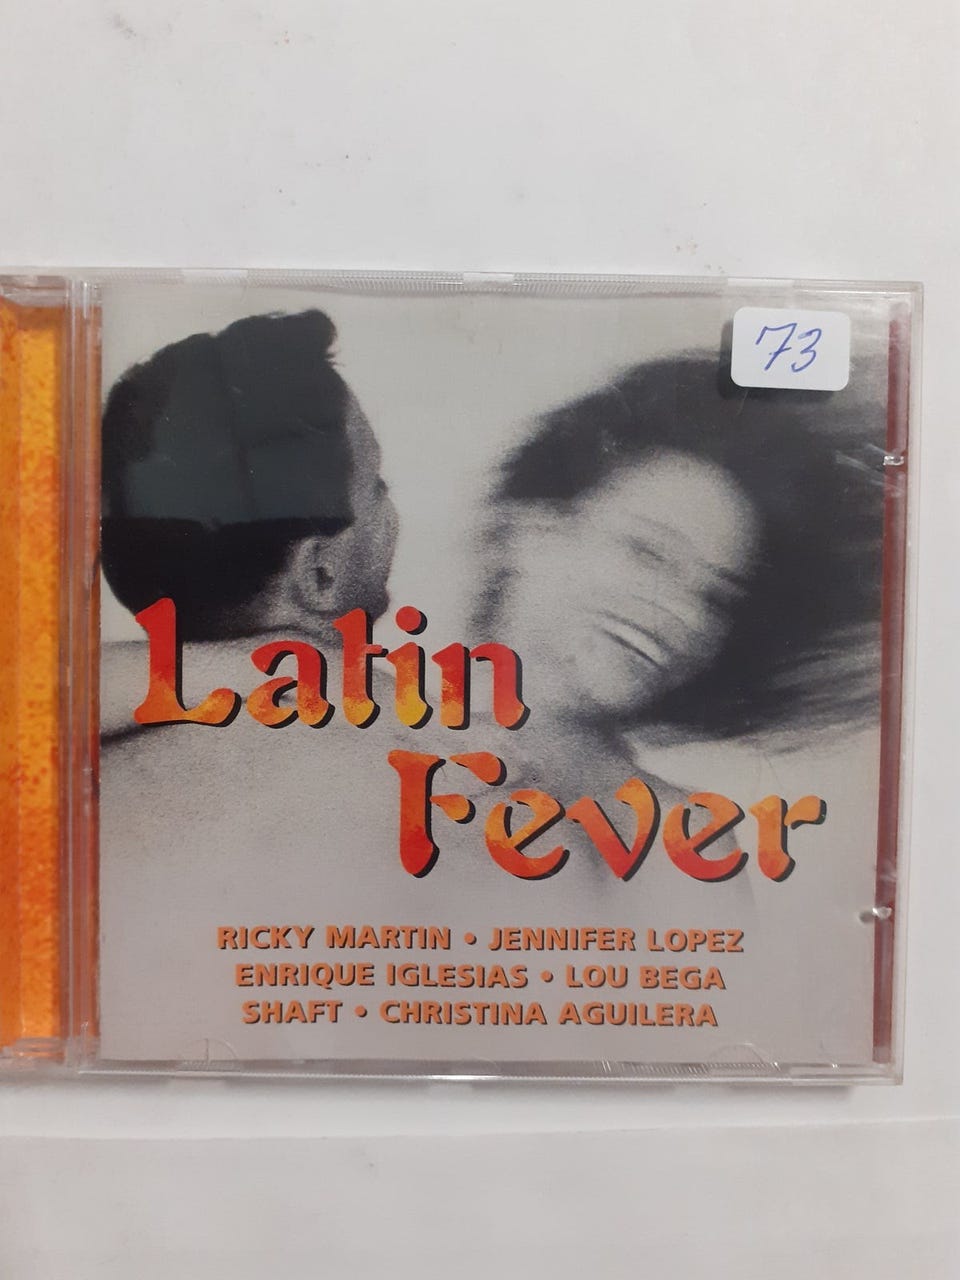 73
Latin
Fever
RICKY MARTIN • JENNIFER LOPEZ
ENRIQUE IGLESIAS • LOU BEGA
SHAFT • CHRISTINA AGUILERA